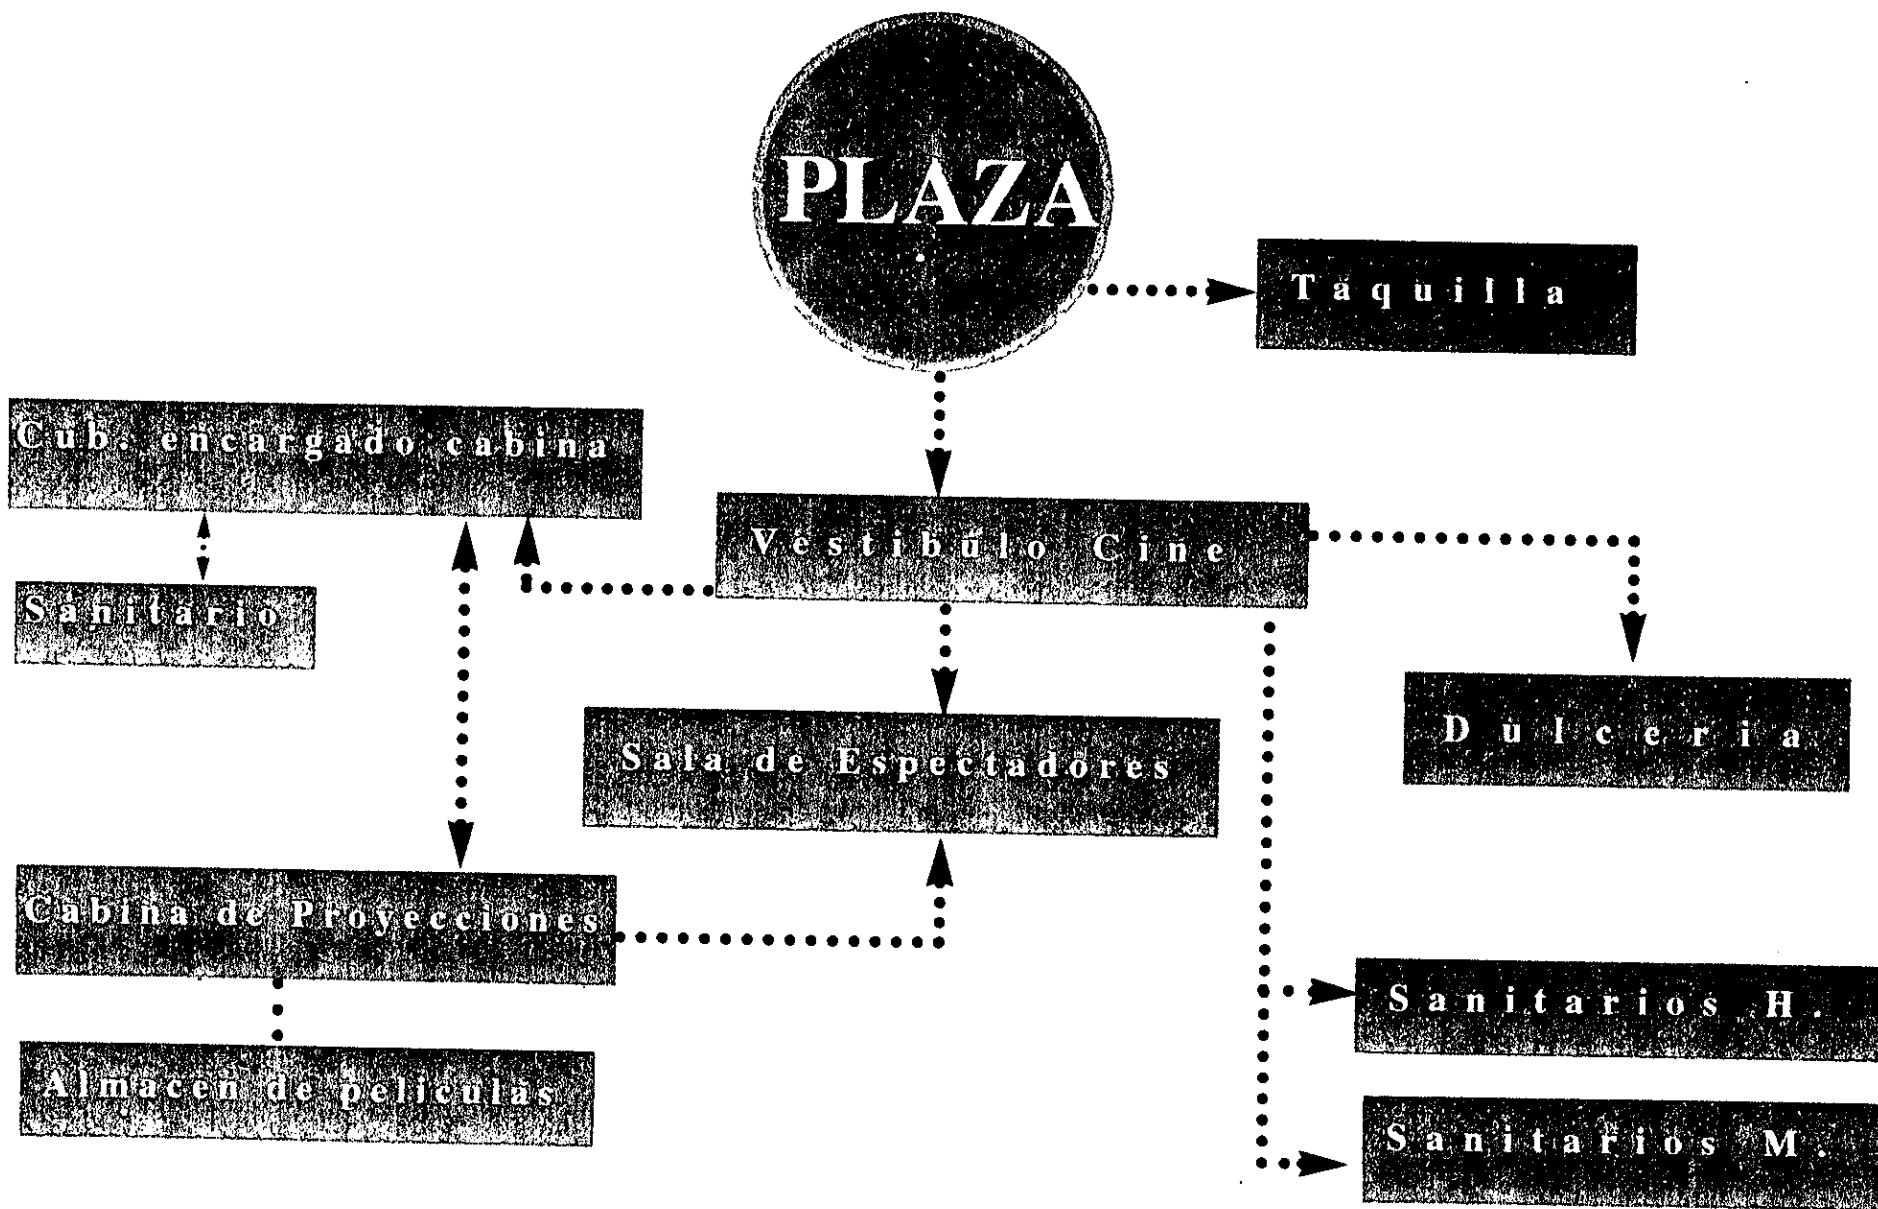 PLAZA
Taquilla
Cub. encargado cabina
Vestibúlo Cine
Sanitario
Sala de Espectadores
Dulceria
Cabina de Proyecciones
Sanitarios H.
Almacen de peliculas
Sanitarios M.